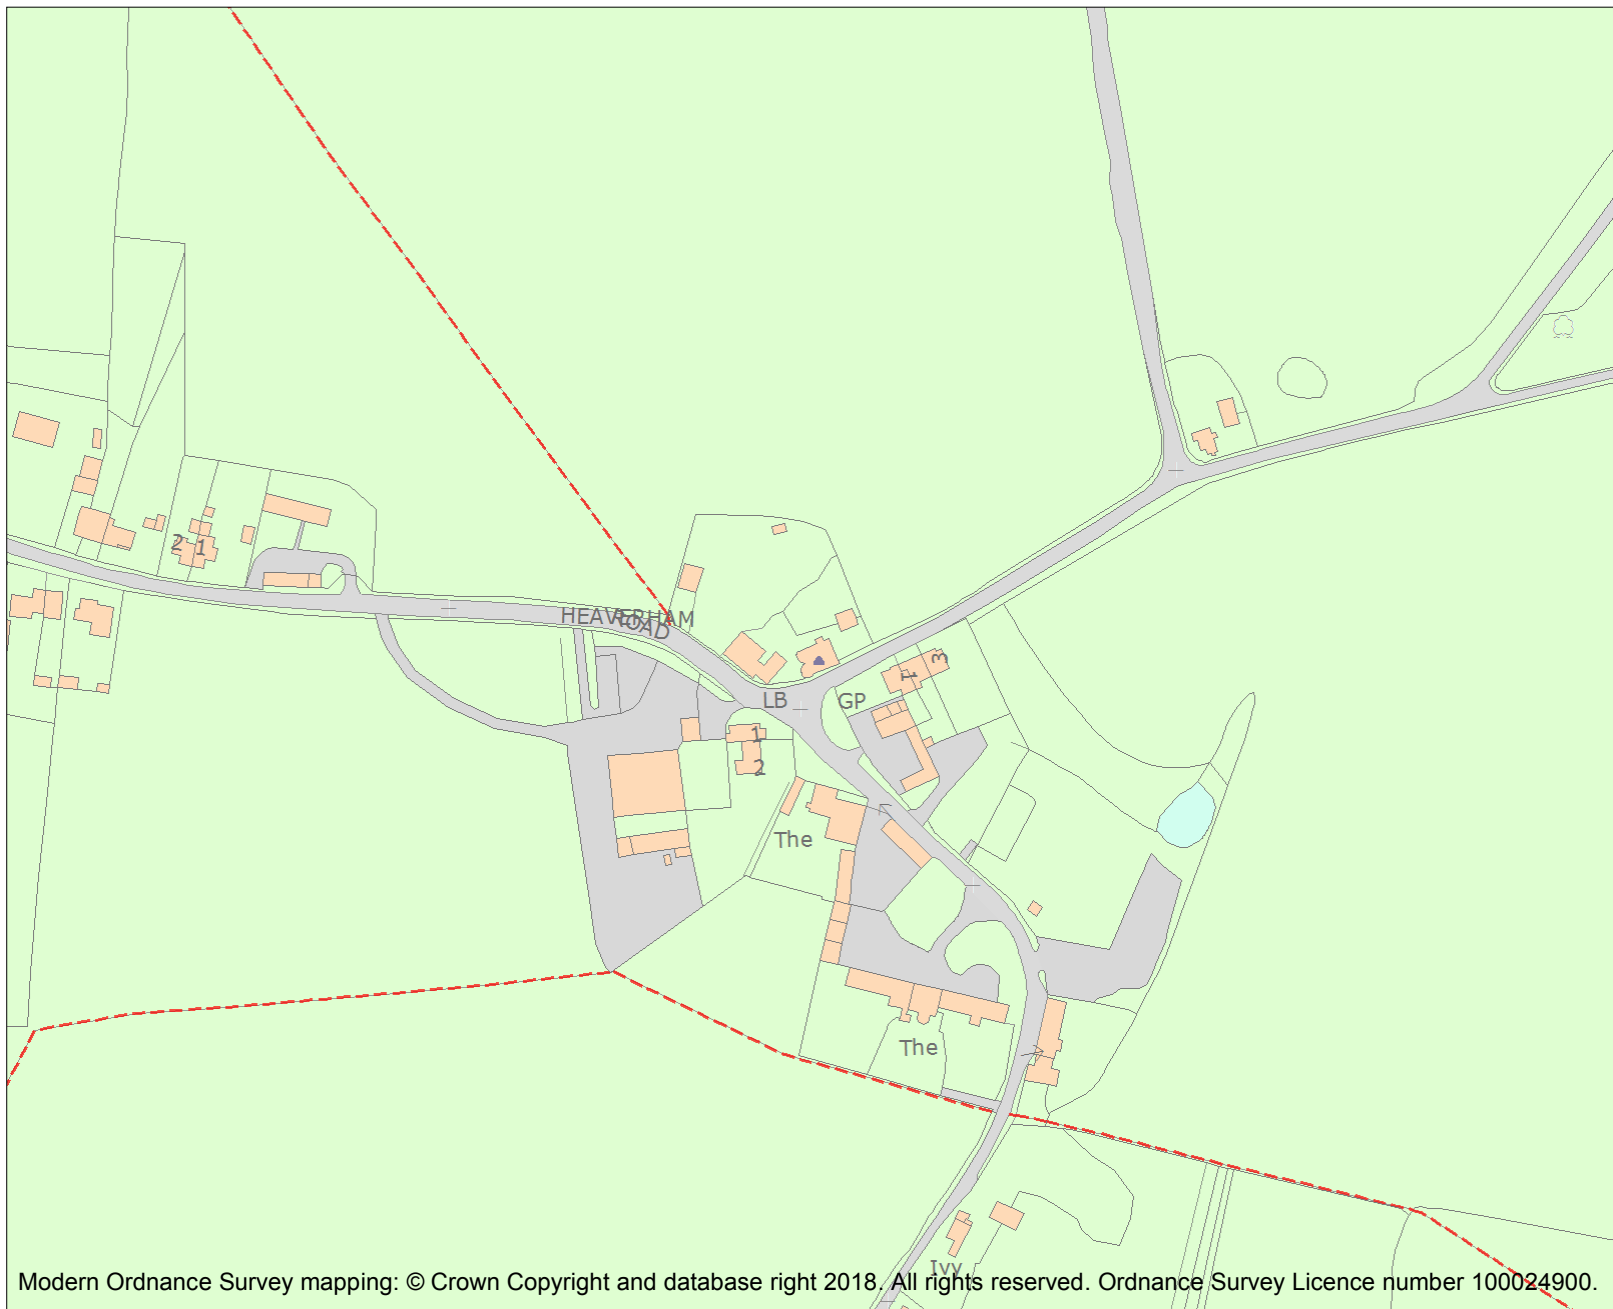 2
1
HEAVERHAM
ROAD
3
1
LB
GP
1
2
The
The
Ivy
Modern Ordnance Survey mapping: © Crown Copyright and database right 2018. All rights reserved. Ordnance Survey Licence number 100024900.